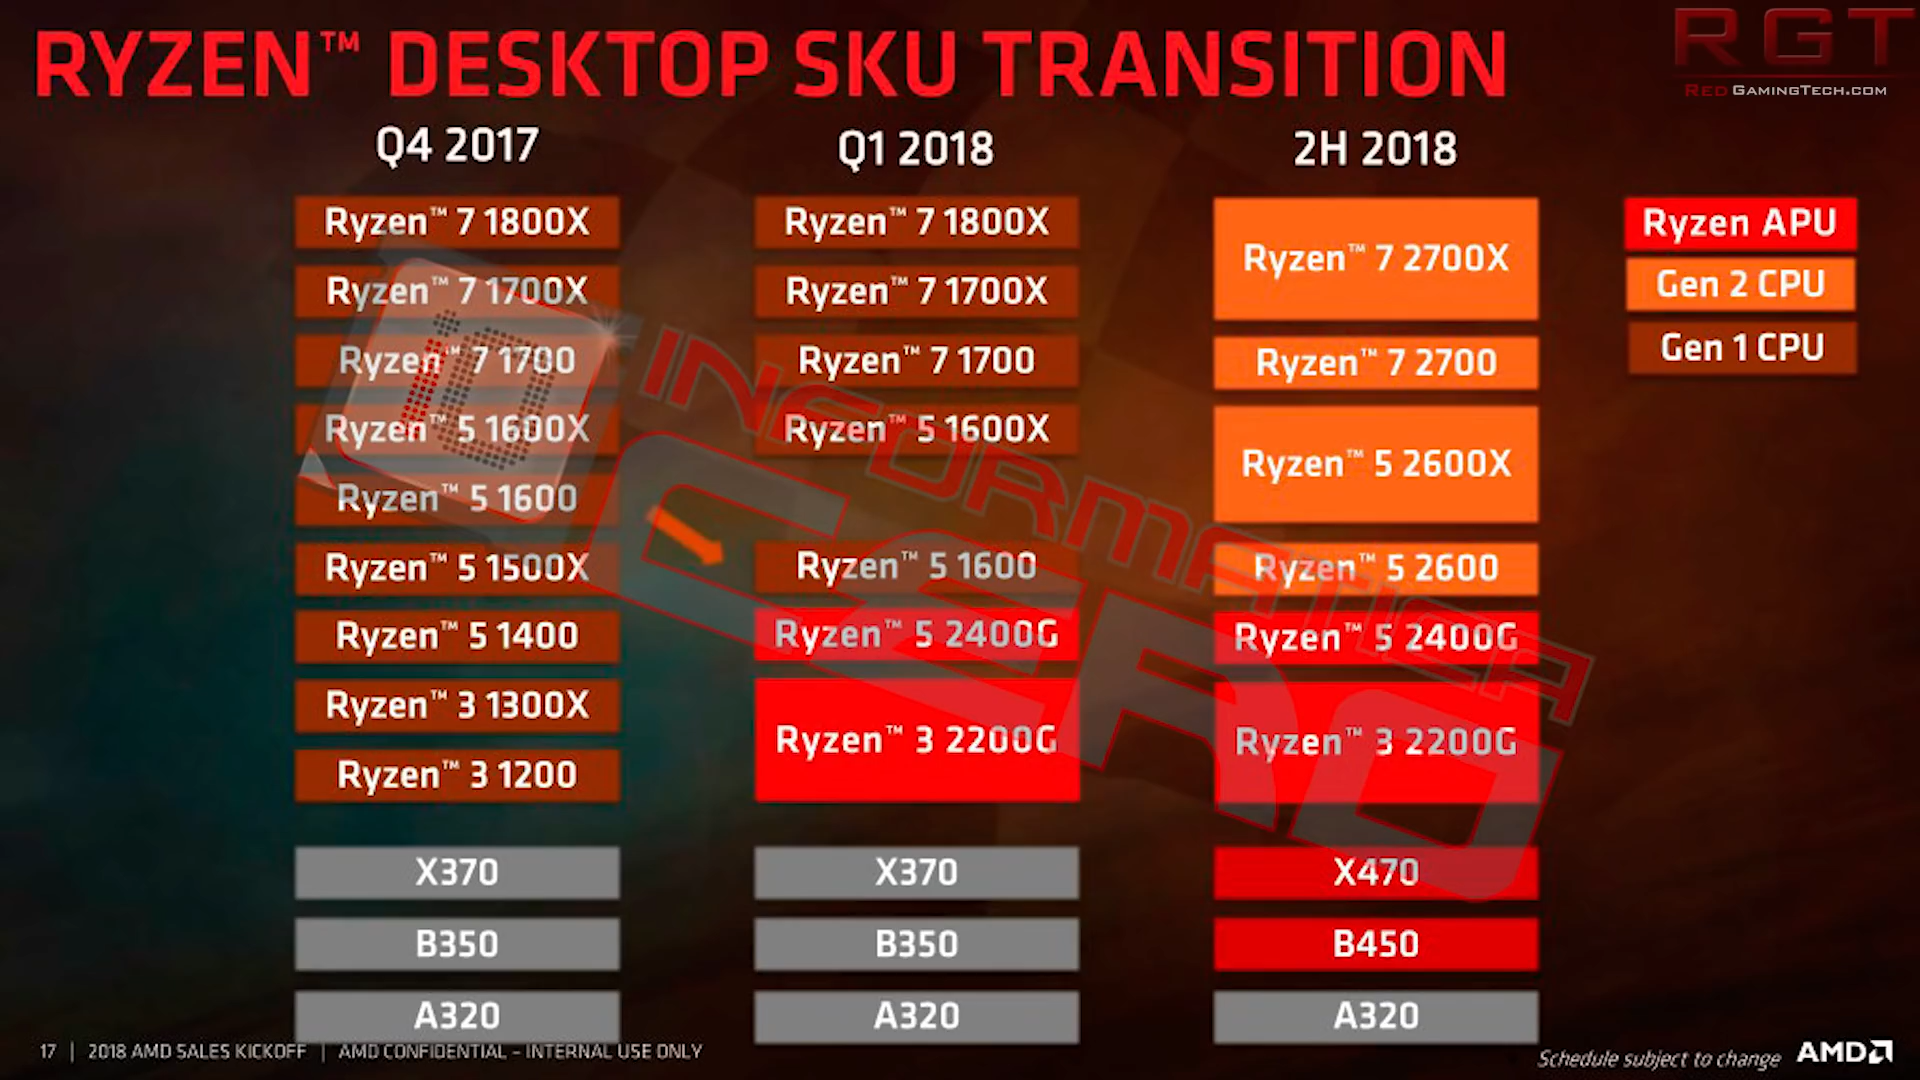 RYZEN™ DESKTOP SKU TRANSITION
RGT
RED GAMINGTECH.COM
Q4 2017
Ryzen™ 7 1800X
Ryzen™ 7 1700X
Ryzen™ 7 1700
Ryzen™ 5 1600X
Ryzen™ 5 1600
Ryzen™ 5 1500X
Ryzen™ 5 1400
Ryzen™ 3 1300X
Ryzen™ 3 1200
X370
B350
A320
Q1 2018
Ryzen™ 7 1800X
Ryzen™ 7 1700X
Ryzen™ 7 1700
Ryzen™ 5 1600X
Ryzen™ 5 1600
Ryzen™ 5 2400G
Ryzen™ 3 2200G
X370
B350
A320
2H 2018
Ryzen™ 7 2700X
Ryzen™ 7 2700
Ryzen™ 5 2600X
Ryzen™ 5 2600
Ryzen™ 5 2400G
Ryzen™ 3 2200G
X470
B450
A320
Ryzen APU
Gen 2 CPU
Gen 1 CPU
iO
INFORMATICA
CERO
17 | 2018 AMD SALES KICKOFF | AMD CONFIDENTIAL – INTERNAL USE ONLY
Schedule subject to change
AMD